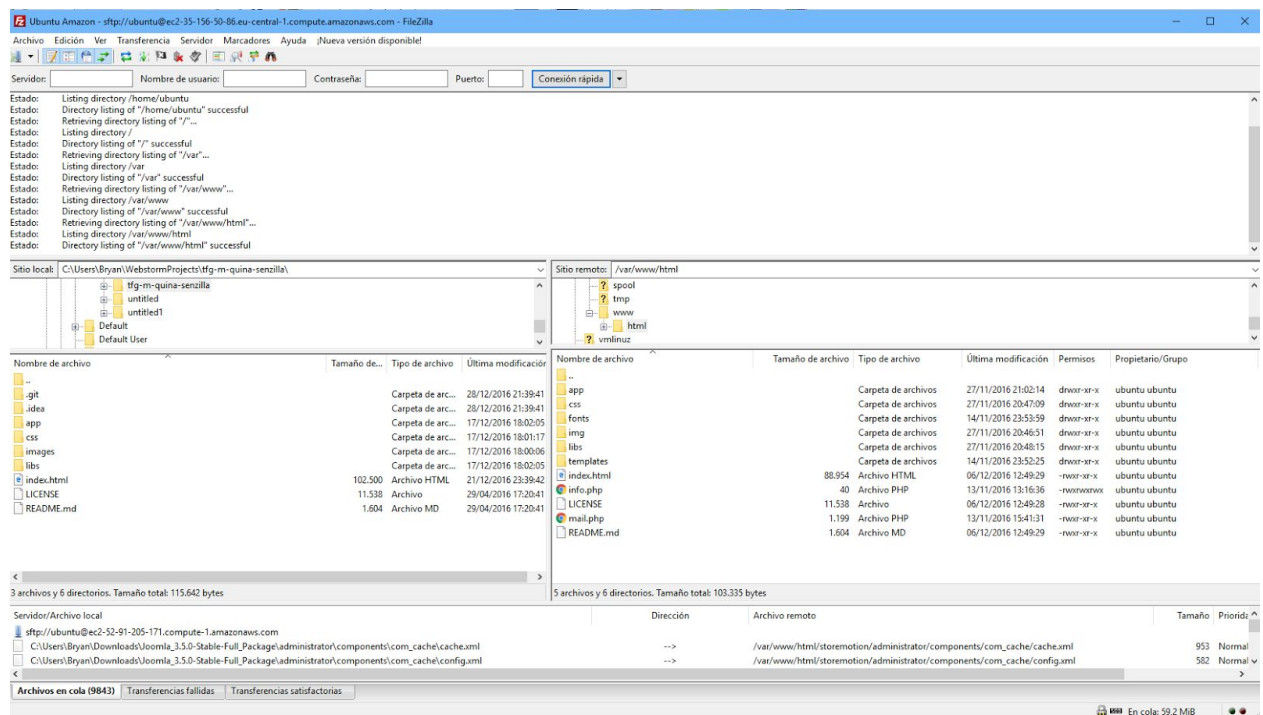 Ubuntu Amazon - sftp://ubuntu@ec2-35-156-50-86.eu-central-1.compute.amazonaws.com - FileZilla
Archivo Edición Ver Transferencia Servidor Marcadores Ayuda ¡Nueva versión disponible!
Servidor: Nombre de usuario: Contraseña: Puerto: Conexión rápida
Estado: Listing directory /home/ubuntu
Estado: Directory listing of "/home/ubuntu" successful
Estado: Retrieving directory listing of "/"...
Estado: Listing directory /
Estado: Directory listing of "/" successful
Estado: Retrieving directory listing of "/var"...
Estado: Listing directory /var
Estado: Directory listing of "/var" successful
Estado: Retrieving directory listing of "/var/www"...
Estado: Listing directory /var/www
Estado: Directory listing of "/var/www" successful
Estado: Retrieving directory listing of "/var/www/html"...
Estado: Listing directory /var/www/html
Estado: Directory listing of "/var/www/html" successful
Sitio local: C:\Users\Bryan\WebstormProjects\tfg-m-quina-senzilla\
tfg-m-quina-senzilla
untitled
untitled1
Default
Default User
Nombre de archivo Tamaño de... Tipo de archivo Última modificación
..
.git Carpeta de arc... 28/12/2016 21:39:41
.idea Carpeta de arc... 28/12/2016 21:39:41
app Carpeta de arc... 17/12/2016 18:02:05
css Carpeta de arc... 17/12/2016 18:01:17
images Carpeta de arc... 17/12/2016 18:00:06
libs Carpeta de arc... 17/12/2016 18:02:05
index.html 102.500 Archivo HTML 21/12/2016 23:39:42
LICENSE 11.538 Archivo 29/04/2016 17:20:41
README.md 1.604 Archivo MD 29/04/2016 17:20:41
3 archivos y 6 directorios. Tamaño total: 115.642 bytes
Sitio remoto: /var/www/html
? spool
? tmp
www
html
? vmlinuz
Nombre de archivo Tamaño de archivo Tipo de archivo Última modificación Permisos Propietario/Grupo
..
app Carpeta de archivos 27/11/2016 21:02:14 drwxr-xr-x ubuntu ubuntu
css Carpeta de archivos 27/11/2016 20:47:09 drwxr-xr-x ubuntu ubuntu
fonts Carpeta de archivos 14/11/2016 23:53:59 drwxr-xr-x ubuntu ubuntu
img Carpeta de archivos 27/11/2016 20:46:51 drwxr-xr-x ubuntu ubuntu
libs Carpeta de archivos 27/11/2016 20:48:15 drwxr-xr-x ubuntu ubuntu
templates Carpeta de archivos 14/11/2016 23:52:25 drwxr-xr-x ubuntu ubuntu
index.html 88.954 Archivo HTML 06/12/2016 12:49:29 -rwxr-xr-x ubuntu ubuntu
info.php 40 Archivo PHP 13/11/2016 13:16:36 -rwxrwxrwx ubuntu ubuntu
LICENSE 11.538 Archivo 06/12/2016 12:49:28 -rwxr-xr-x ubuntu ubuntu
mail.php 1.199 Archivo PHP 13/11/2016 15:41:31 -rwxr-xr-x ubuntu ubuntu
README.md 1.604 Archivo MD 06/12/2016 12:49:29 -rwxr-xr-x ubuntu ubuntu
5 archivos y 6 directorios. Tamaño total: 103.335 bytes
Servidor/Archivo local Dirección Archivo remoto Tamaño Priorida
sftp://ubuntu@ec2-52-91-205-171.compute-1.amazonaws.com
C:\Users\Bryan\Downloads\Joomla_3.5.0-Stable-Full_Package\administrator\components\com_cache\cache.xml --> /var/www/html/storemotion/administrator/components/com_cache/cache.xml 953 Normal
C:\Users\Bryan\Downloads\Joomla_3.5.0-Stable-Full_Package\administrator\components\com_cache\config.xml --> /var/www/html/storemotion/administrator/components/com_cache/config.xml 582 Normal
Archivos en cola (9843) Transferencias fallidas Transferencias satisfactorias
En cola: 59.2 MiB